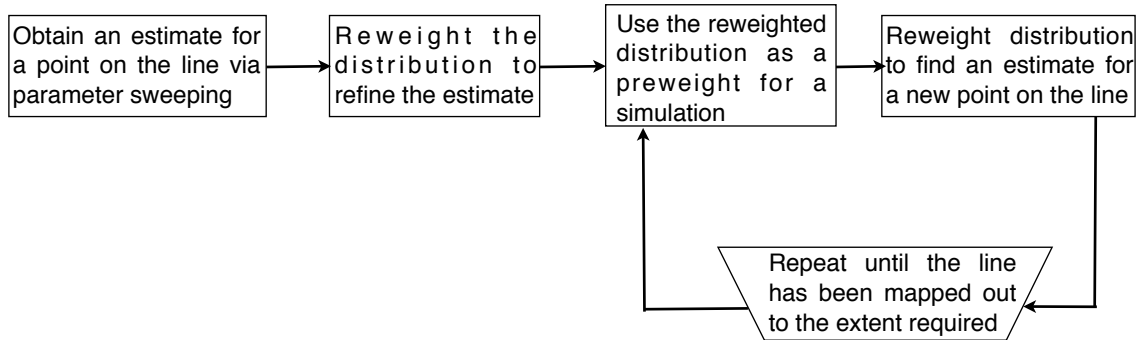 Obtain an estimate for
a point on the line via
parameter sweeping
Reweight the
distribution to
refine the estimate
Use the reweighted
distribution as a
preweight for a
simulation
Reweight distribution
to find an estimate for
a new point on the line
Repeat until the line
has been mapped out
to the extent required